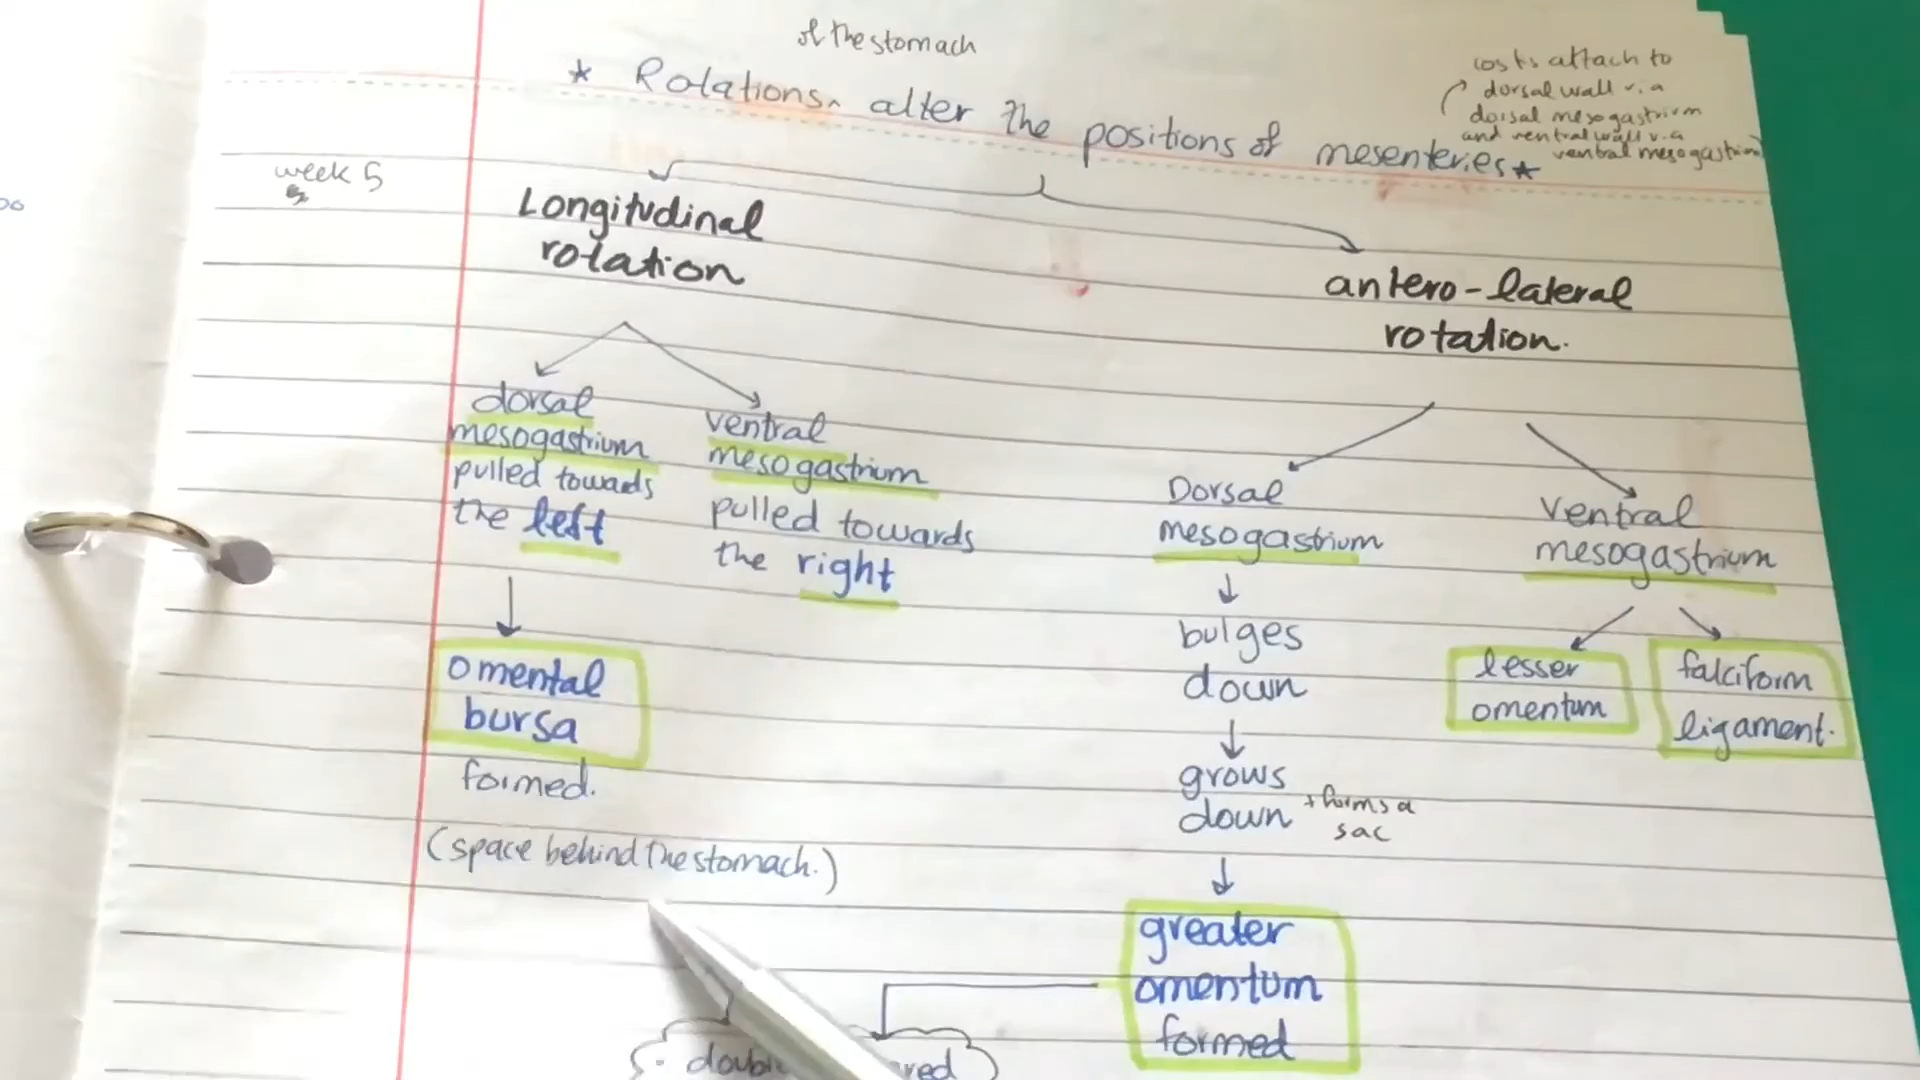 of the stomach
* Rotations^ alter the positions of mesenteries *
costs attach to
dorsal wall via
dorsal mesogastrium
and ventral wall via
ventral mesogastrium
week 5
Longitudinal
rotation
dorsal
mesogastrium
pulled towards
the left
omental
bursa
formed.
(space behind the stomach.)
ventral
mesogastrium
pulled towards
the right
antero-lateral
rotation.
Dorsal
mesogastrium
bulges
down
grows
down + forms a
sac
greater
omentum
formed
Ventral
mesogastrium
lesser
omentum
falciform
ligament.